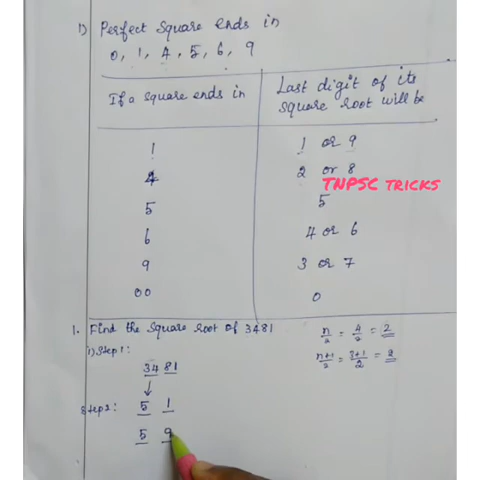 1) Perfect Square ends in
0, 1, 4, 5, 6, 9
If a square ends in
Last digit of its
square root will be
1
1 or 9
4
2 or 8
TNPSC TRICKS
5
5
6
4 or 6
9
3 or 7
00
0
1. Find the Square root of 3481
i) Step 1:
34 81
Step 2: 5 1
5 9
n/2 = 4/2 = 2
n+1/2 = 3+1/2 = 2